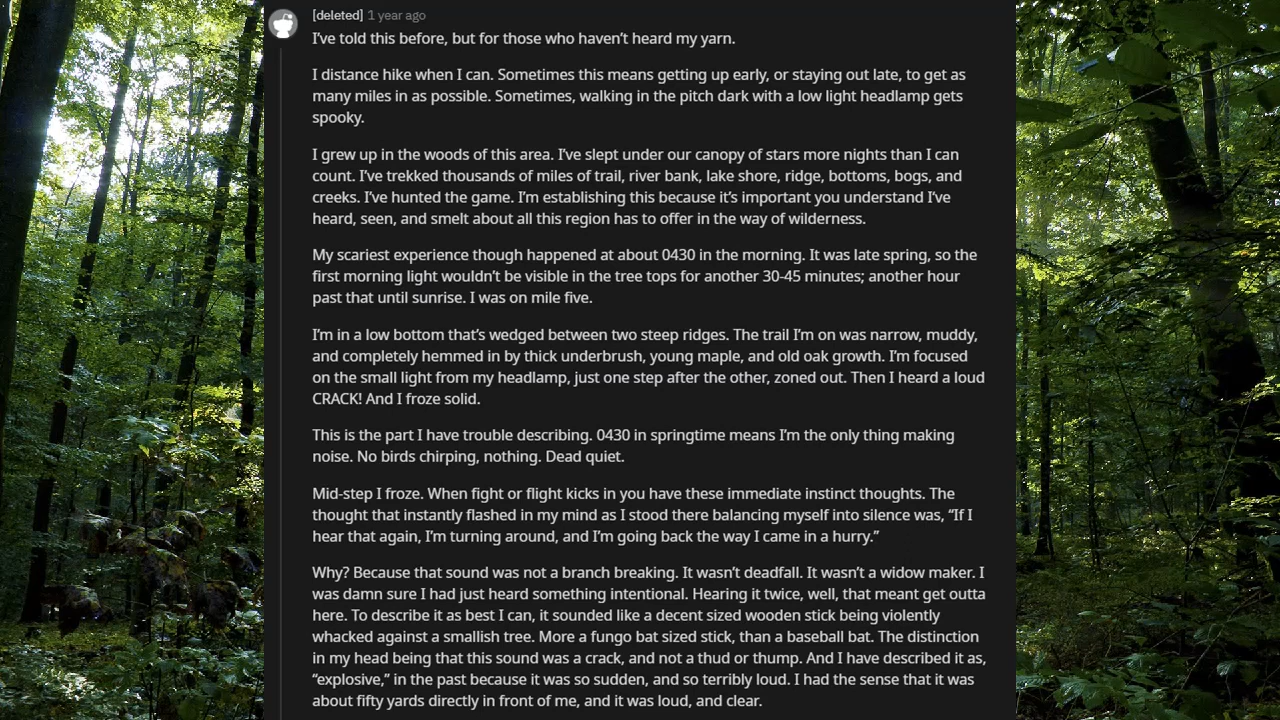 [deleted] 1 year ago
I've told this before, but for those who haven't heard my yarn.
I distance hike when I can. Sometimes this means getting up early, or staying out late, to get as
many miles in as possible. Sometimes, walking in the pitch dark with a low light headlamp gets
spooky.
I grew up in the woods of this area. I've slept under our canopy of stars more nights than I can
count. I've trekked thousands of miles of trail, river bank, lake shore, ridge, bottoms, bogs, and
creeks. I've hunted the game. I'm establishing this because it's important you understand I've
heard, seen, and smelt about all this region has to offer in the way of wilderness.
My scariest experience though happened at about 0430 in the morning. It was late spring, so the
first morning light wouldn't be visible in the tree tops for another 30-45 minutes; another hour
past that until sunrise. I was on mile five.
I'm in a low bottom that's wedged between two steep ridges. The trail I'm on was narrow, muddy,
and completely hemmed in by thick underbrush, young maple, and old oak growth. I'm focused
on the small light from my headlamp, just one step after the other, zoned out. Then I heard a loud
CRACK! And I froze solid.
This is the part I have trouble describing. 0430 in springtime means I'm the only thing making
noise. No birds chirping, nothing. Dead quiet.
Mid-step I froze. When fight or flight kicks in you have these immediate instinct thoughts. The
thought that instantly flashed in my mind as I stood there balancing myself into silence was, “If I
hear that again, I'm turning around, and I'm going back the way I came in a hurry.”
Why? Because that sound was not a branch breaking. It wasn't deadfall. It wasn't a widow maker. I
was damn sure I had just heard something intentional. Hearing it twice, well, that meant get outta
here. To describe it as best I can, it sounded like a decent sized wooden stick being violently
whacked against a smallish tree. More a fungo bat sized stick, than a baseball bat. The distinction
in my head being that this sound was a crack, and not a thud or thump. And I have described it as,
“explosive,” in the past because it was so sudden, and so terribly loud. I had the sense that it was
about fifty yards directly in front of me, and it was loud, and clear.